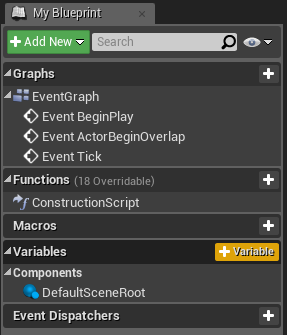 My Blueprint
Add New Search
Graphs
EventGraph
Event BeginPlay
Event ActorBeginOverlap
Event Tick
Functions (18 Overridable)
ConstructionScript
Macros
Variables + Variable
Components
DefaultSceneRoot
Event Dispatchers